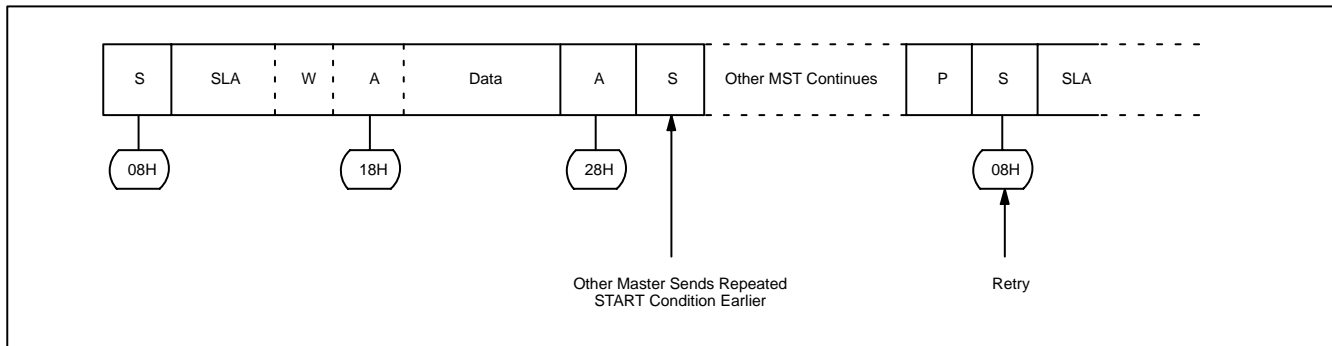 S SLA W A Data A S Other MST Continues P S SLA
08H 18H 28H 08H
Other Master Sends Repeated
START Condition Earlier
Retry